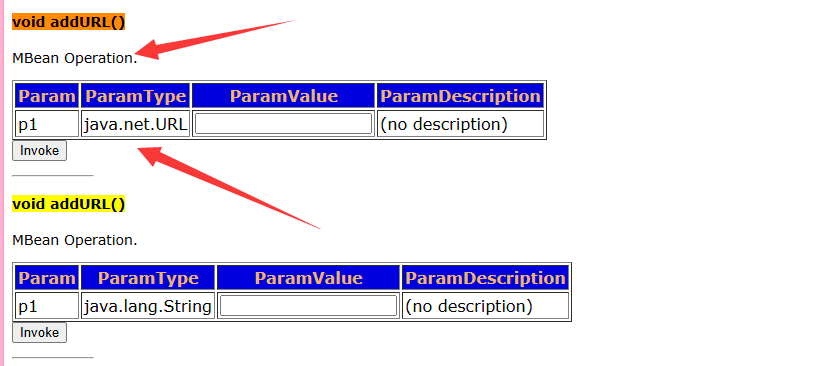 void addURL()
MBean Operation.
Param ParamType ParamValue ParamDescription
p1 java.net.URL (no description)
Invoke
void addURL()
MBean Operation.
Param ParamType ParamValue ParamDescription
p1 java.lang.String (no description)
Invoke